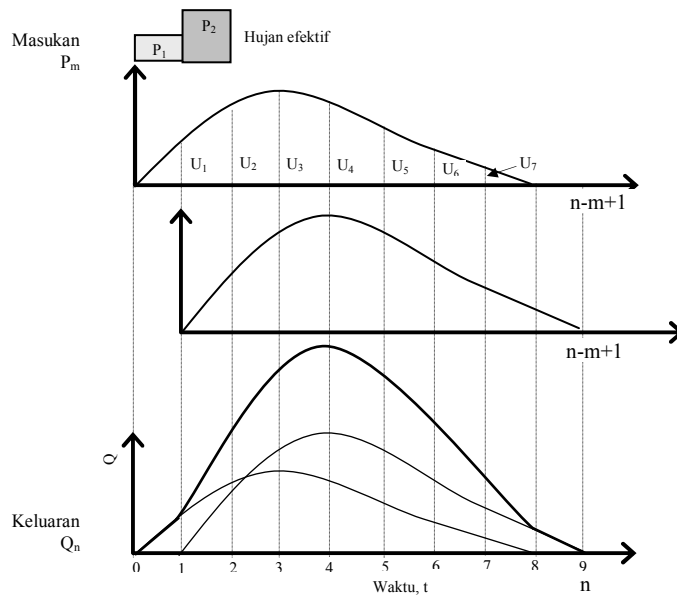 Masukan
P_m
P_1
P_2
Hujan efektif
U_1 U_2 U_3 U_4 U_5 U_6 U_7
n-m+1
n-m+1
Q
Keluaran
Q_n
0 1 2 3 4 5 6 7 8 9
Waktu, t
n